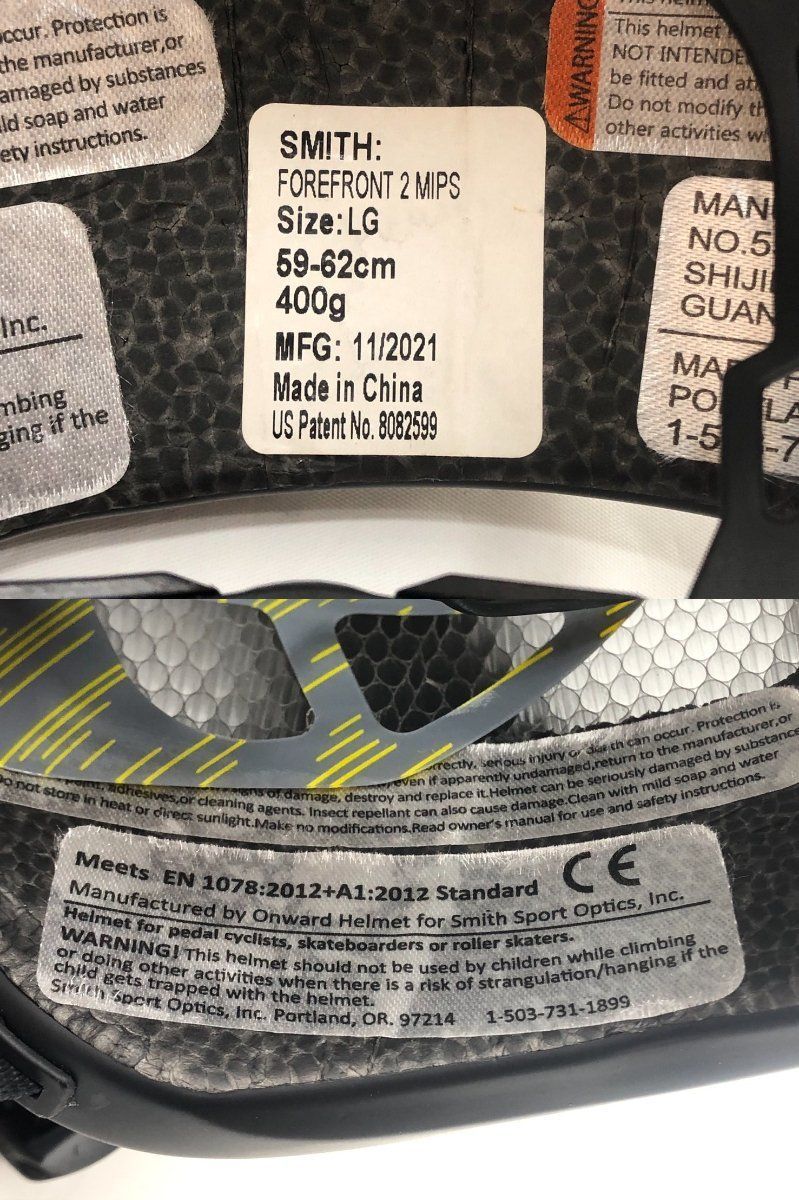 occur. Protection is
the manufacturer,or
amaged by substances
ild soap and water
ety instructions.
Inc.
mbing
ging if the
SMITH:
FOREFRONT 2 MIPS
Size:LG
59-62cm
400g
MFG: 11/2021
Made in China
US Patent No. 8082599
⚠WARNING
This helmet
NOT INTENDE
be fitted and at
Do not modify th
other activities w
MAN
NO.5
SHIJI
GUAN
MA
PO LA
1-5 -7
rrectly, serious injury or death can occur. Protection is
even if apparently undamaged,return to the manufacturer,or
of damage, destroy and replace it.Helmet can be seriously damaged by substance
adhesives,or cleaning agents. Insect repellant can also cause damage.Clean with mild soap and water
Do not store in heat or direct sunlight.Make no modifications.Read owner's manual for use and safety instructions.
Meets EN 1078:2012+A1:2012 Standard CE
Manufactured by Onward Helmet for Smith Sport Optics, Inc.
Helmet for pedal cyclists, skateboarders or roller skaters.
WARNING! This helmet should not be used by children while climbing
or doing other activities when there is a risk of strangulation/hanging if the
child gets trapped with the helmet.
Smith Sport Optics, Inc. Portland, OR. 97214 1-503-731-1899